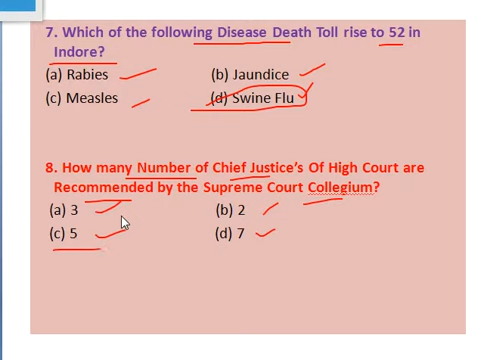 7. Which of the following Disease Death Toll rise to 52 in
Indore?
(a) Rabies (b) Jaundice
(c) Measles (d) Swine Flu
8. How many Number of Chief Justice's Of High Court are
Recommended by the Supreme Court Collegium?
(a) 3 (b) 2
(c) 5 (d) 7